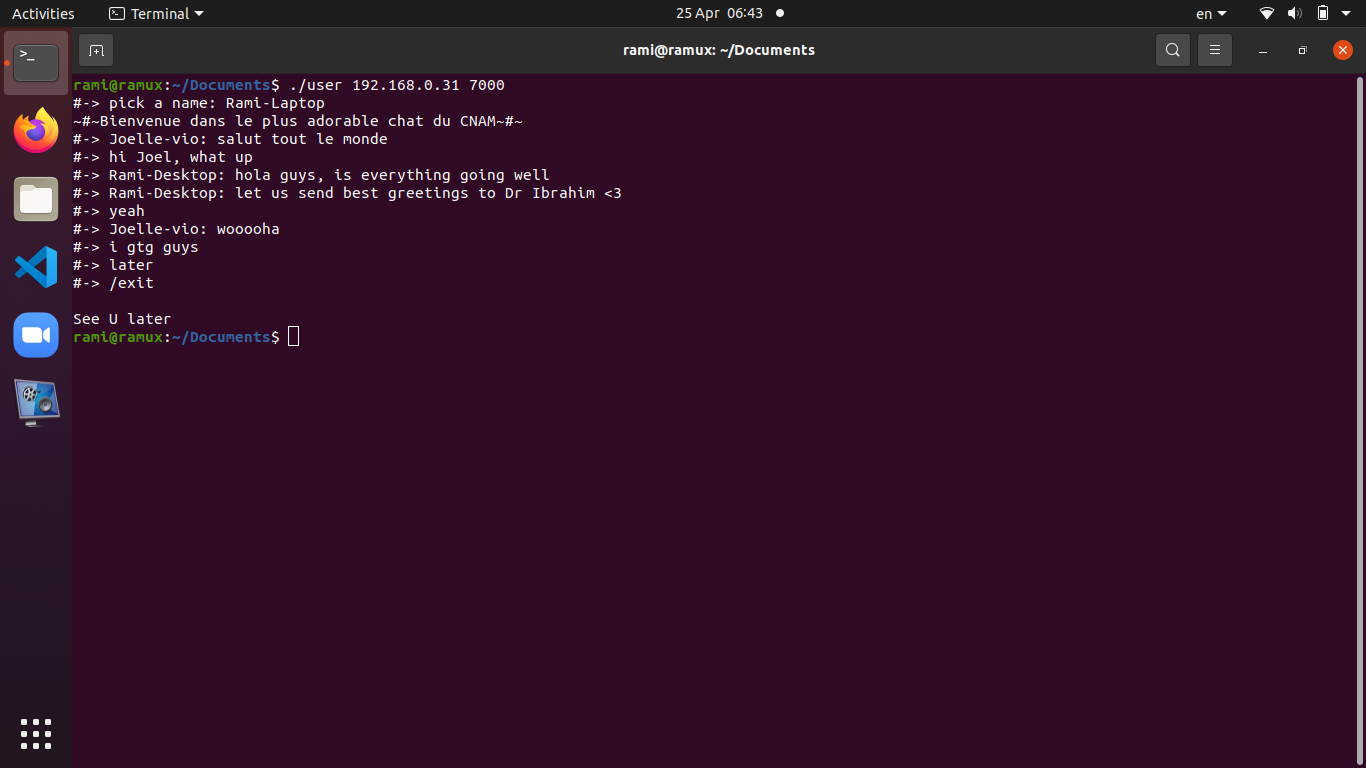 Activities Terminal 25 Apr 06:43 en
rami@ramux: ~/Documents
rami@ramux:~/Documents$ ./user 192.168.0.31 7000
#-> pick a name: Rami-Laptop
~#~Bienvenue dans le plus adorable chat du CNAM~#~
#-> Joelle-vio: salut tout le monde
#-> hi Joel, what up
#-> Rami-Desktop: hola guys, is everything going well
#-> Rami-Desktop: let us send best greetings to Dr Ibrahim <3
#-> yeah
#-> Joelle-vio: wooooha
#-> i gtg guys
#-> later
#-> /exit
See U later
rami@ramux:~/Documents$